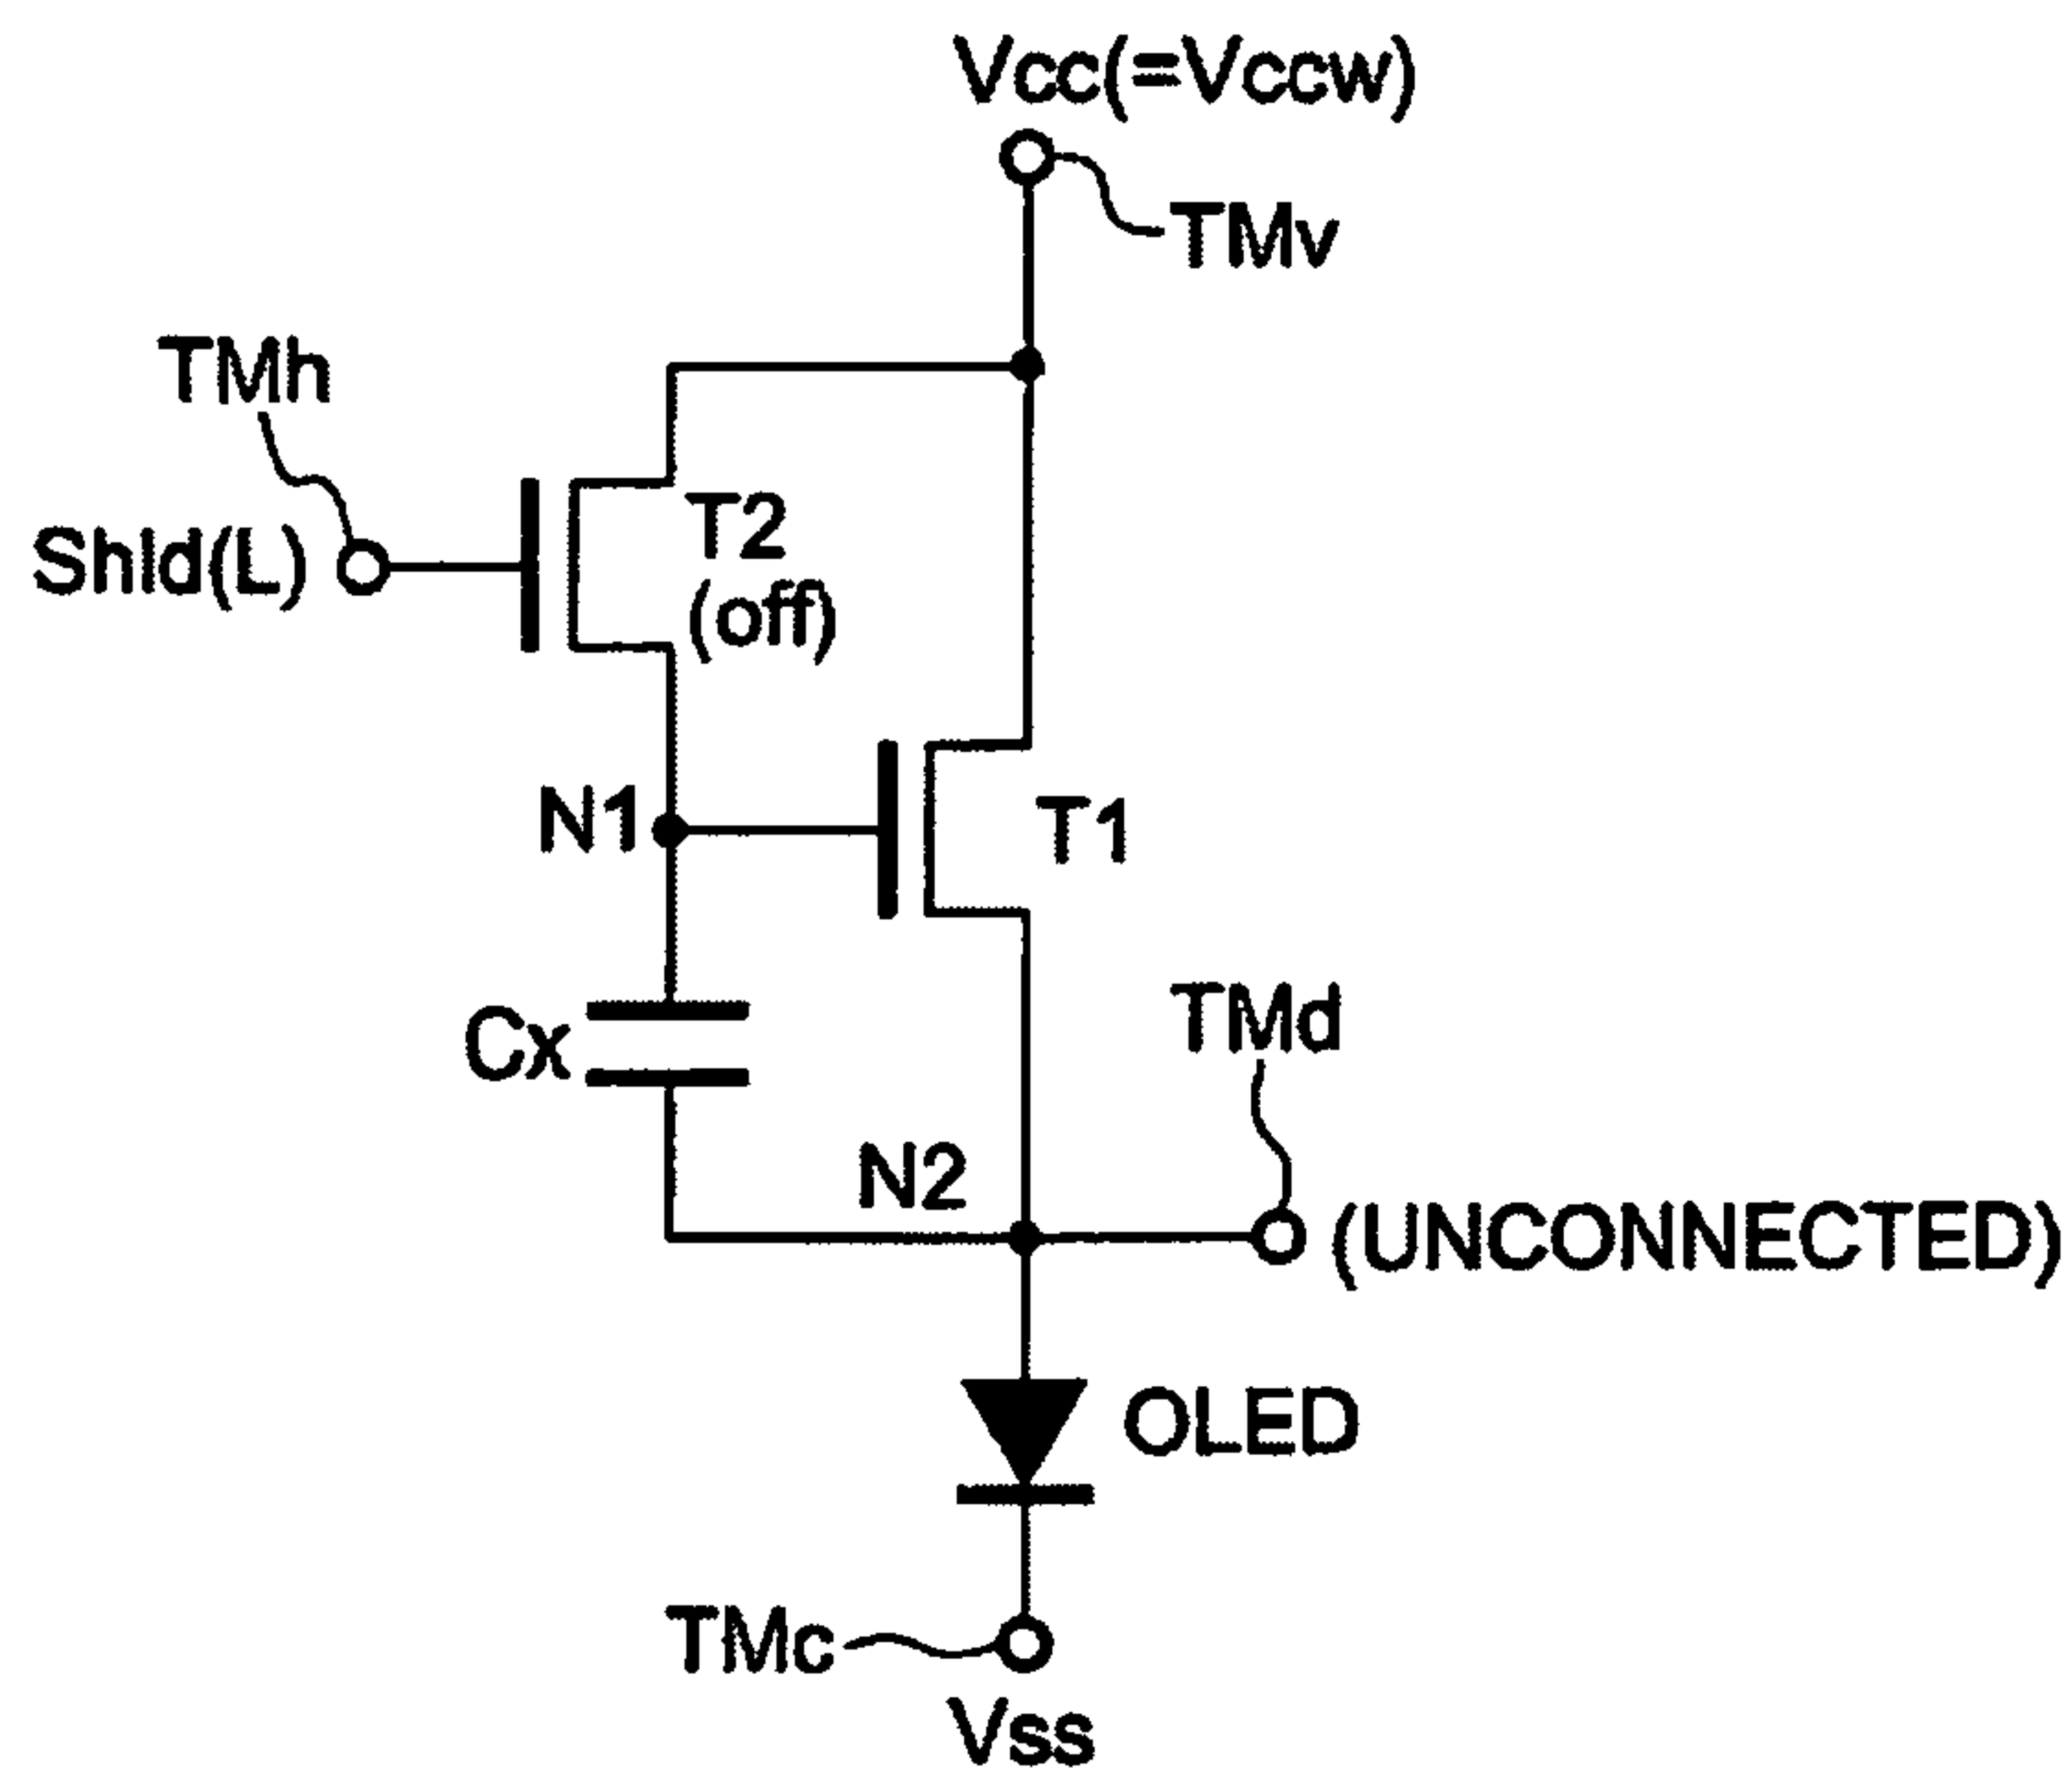 Vcc(=Vccw)
TMv
TMh
Shld(L)
T2
(off)
N1
T1
Cx
TMd
N2
(UNCONNECTED)
OLED
TMc
Vss